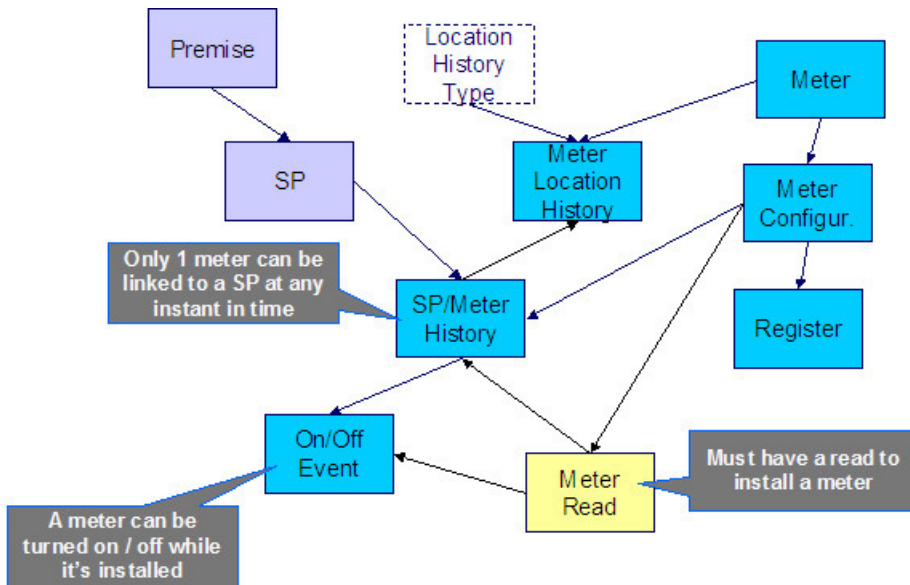 Premise
Location
History
Type
Meter
SP
Meter
Location
History
Meter
Configur.
Only 1 meter can be
linked to a SP at any
instant in time
SP/Meter
History
Register
On/Off
Event
Meter
Read
Must have a read to
install a meter
A meter can be
turned on / off while
it's installed